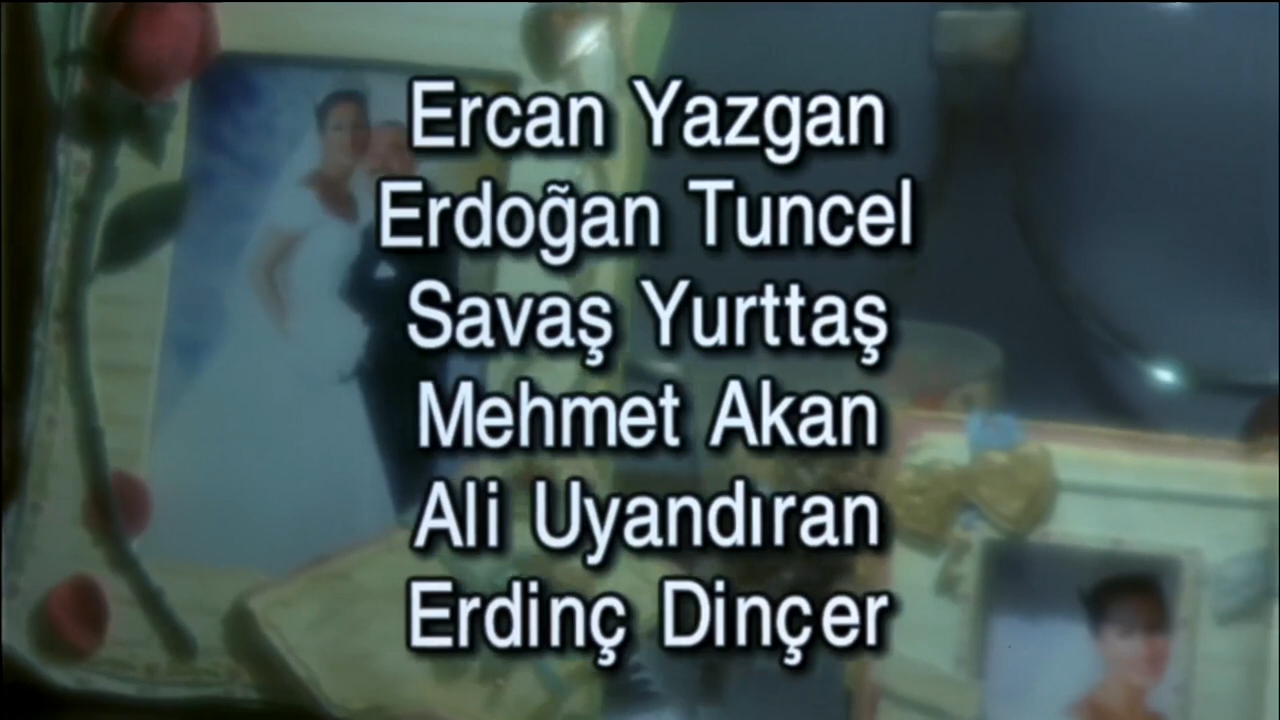 Ercan Yazgan
Erdoğan Tuncel
Savaş Yurttaş
Mehmet Akan
Ali Uyandıran
Erdinç Dinçer